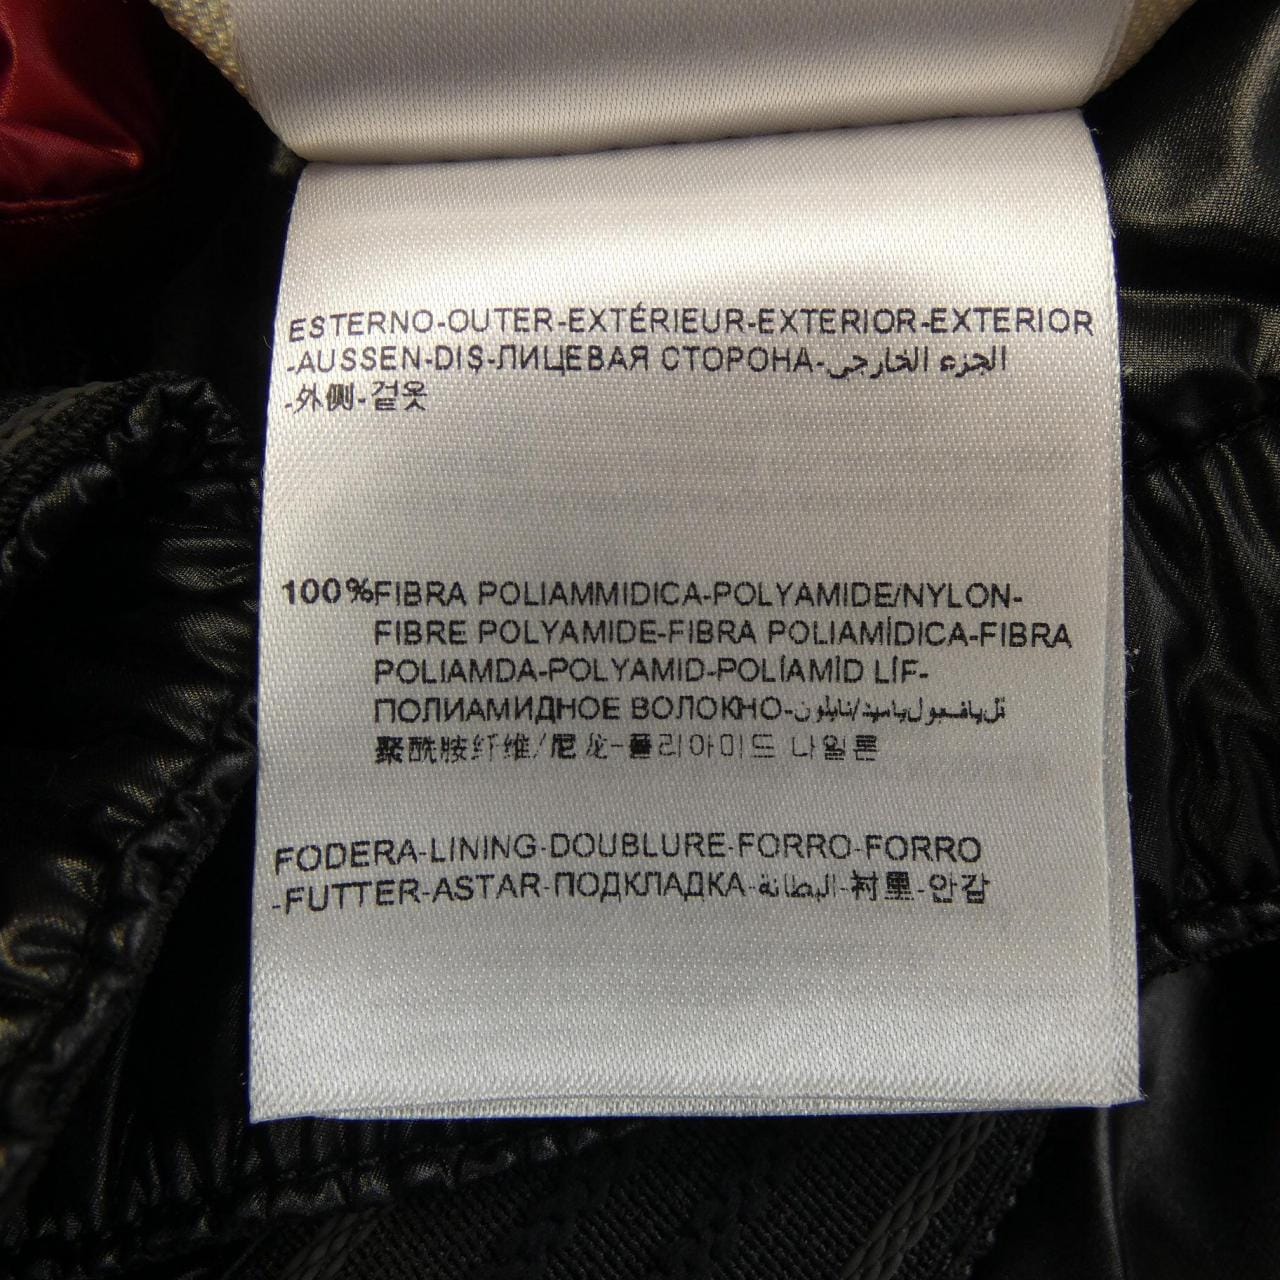 ESTERNO-OUTER-EXTÉRIEUR-EXTERIOR-EXTERIOR
-AUSSEN-DIŞ-ЛИЦЕВАЯ СТОРОНА-الجزء الخارجي
-外侧-겉옷
100%FIBRA POLIAMMIDICA-POLYAMIDE/NYLON-
FIBRE POLYAMIDE-FIBRA POLIAMÍDICA-FIBRA
POLIAMDA-POLYAMID-POLÍAMİD LİF-
ПОЛИАМИДНОЕ ВОЛОКНО-
聚酰胺纤维/尼龙-폴리아미드 나일론
FODERA-LINING-DOUBLURE-FORRO-FORRO
-FUTTER-ASTAR-ПОДКЛАДКА-البطانة-衬里-안감